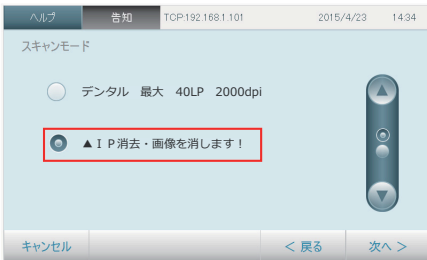 ヘルプ 告知 TCP:192.168.1.101 2015/4/23 14:34
スキャンモード
デンタル 最大 40LP 2000dpi
▲ＩＰ消去・画像を消します！
キャンセル < 戻る 次へ >